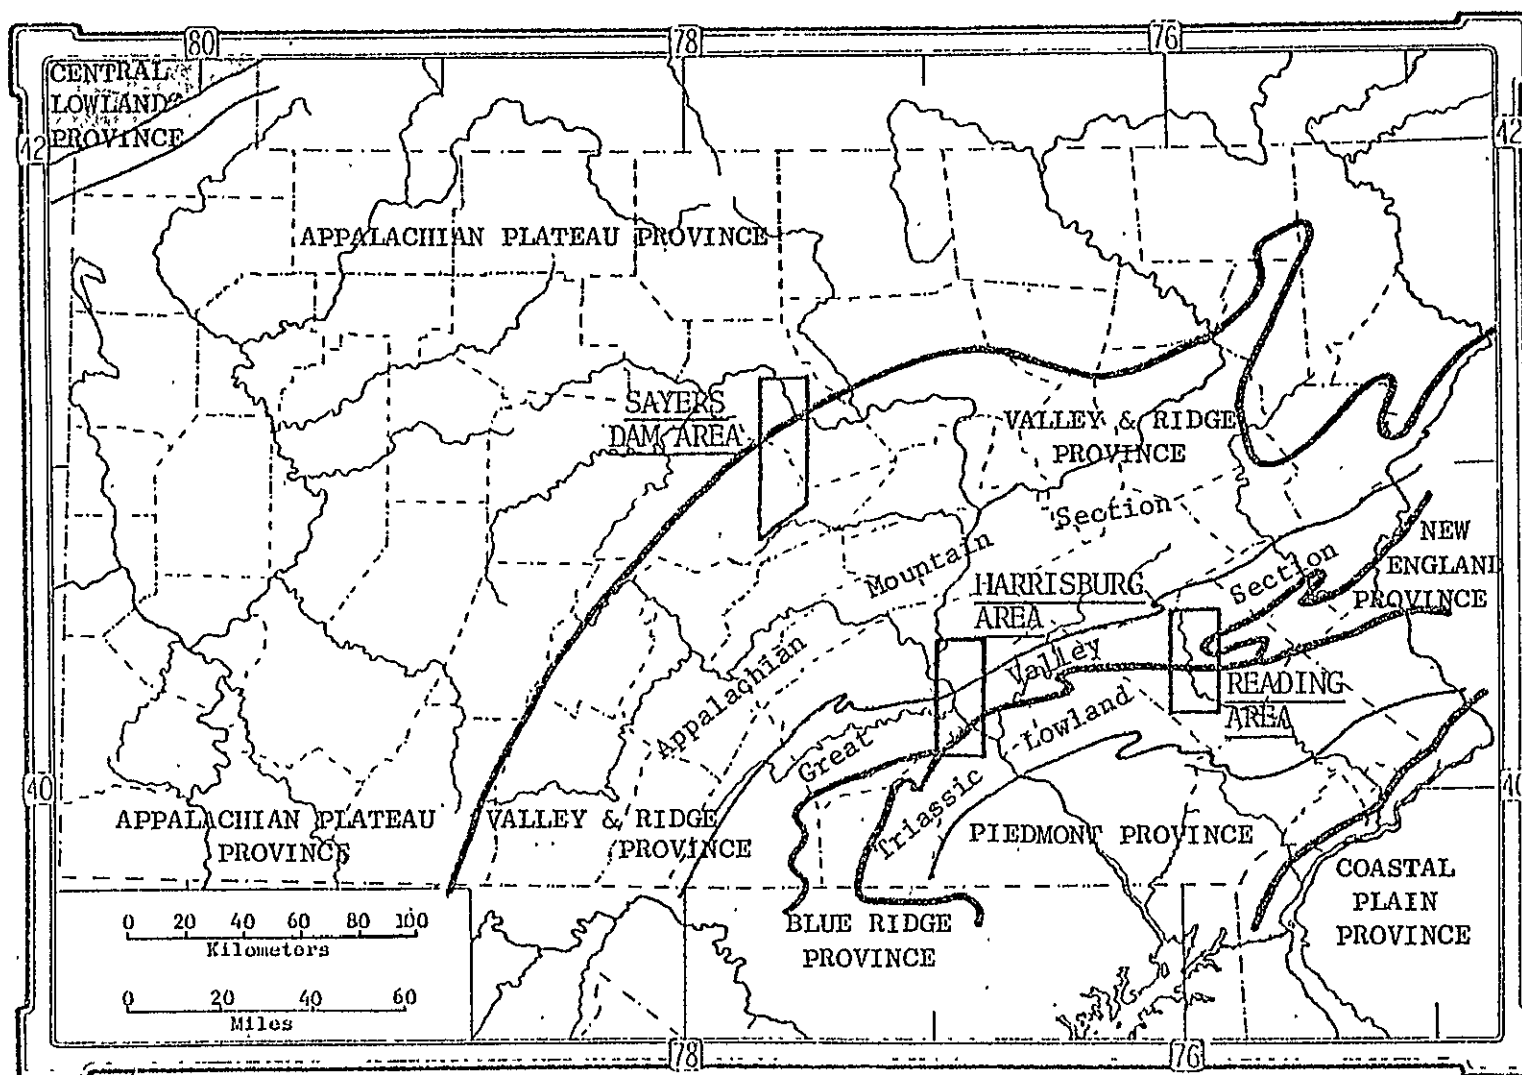 80
78
76
CENTRAL
LOWLANDS
PROVINCE
42
42
APPALACHIAN PLATEAU PROVINCE
SAYERS
DAM AREA
VALLEY & RIDGE
PROVINCE
Appalachian Mountain Section
NEW
ENGLAND
PROVINCE
HARRISBURG
AREA
Great Valley Section
READING
AREA
Triassic Lowland
40
40
APPALACHIAN PLATEAU
PROVINCE
VALLEY & RIDGE
PROVINCE
PIEDMONT PROVINCE
COASTAL
PLAIN
PROVINCE
BLUE RIDGE
PROVINCE
0 20 40 60 80 100
Kilometers
0 20 40 60
Miles
78
76